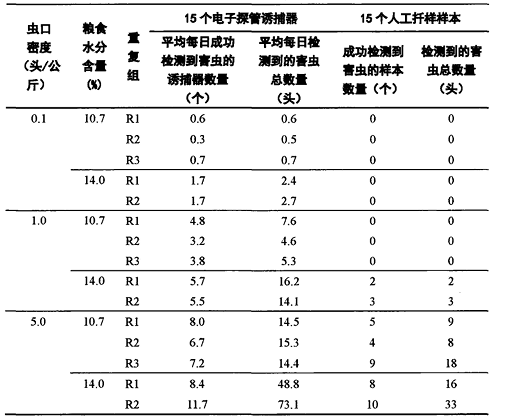 虫口密度（头/公斤） 粮食水分含量(%) 重复组 15 个电子探管诱捕器 15 个人工扦样样本
平均每日成功检测到害虫的诱捕器数量（个） 平均每日检测到的害虫总数量（头） 成功检测到害虫的样本数量（个） 检测到的害虫总数量（头）
0.1 10.7 R1 0.6 0.6 0 0
R2 0.3 0.5 0 0
R3 0.7 0.7 0 0
14.0 R1 1.7 2.4 0 0
R2 1.7 2.7 0 0
1.0 10.7 R1 4.8 7.6 0 0
R2 3.2 4.6 0 0
R3 3.8 5.3 0 0
14.0 R1 5.7 16.2 2 2
R2 5.5 14.1 3 3
5.0 10.7 R1 8.0 14.5 5 9
R2 6.7 15.3 4 8
R3 7.2 14.4 9 18
14.0 R1 8.4 48.8 8 16
R2 11.7 73.1 10 33